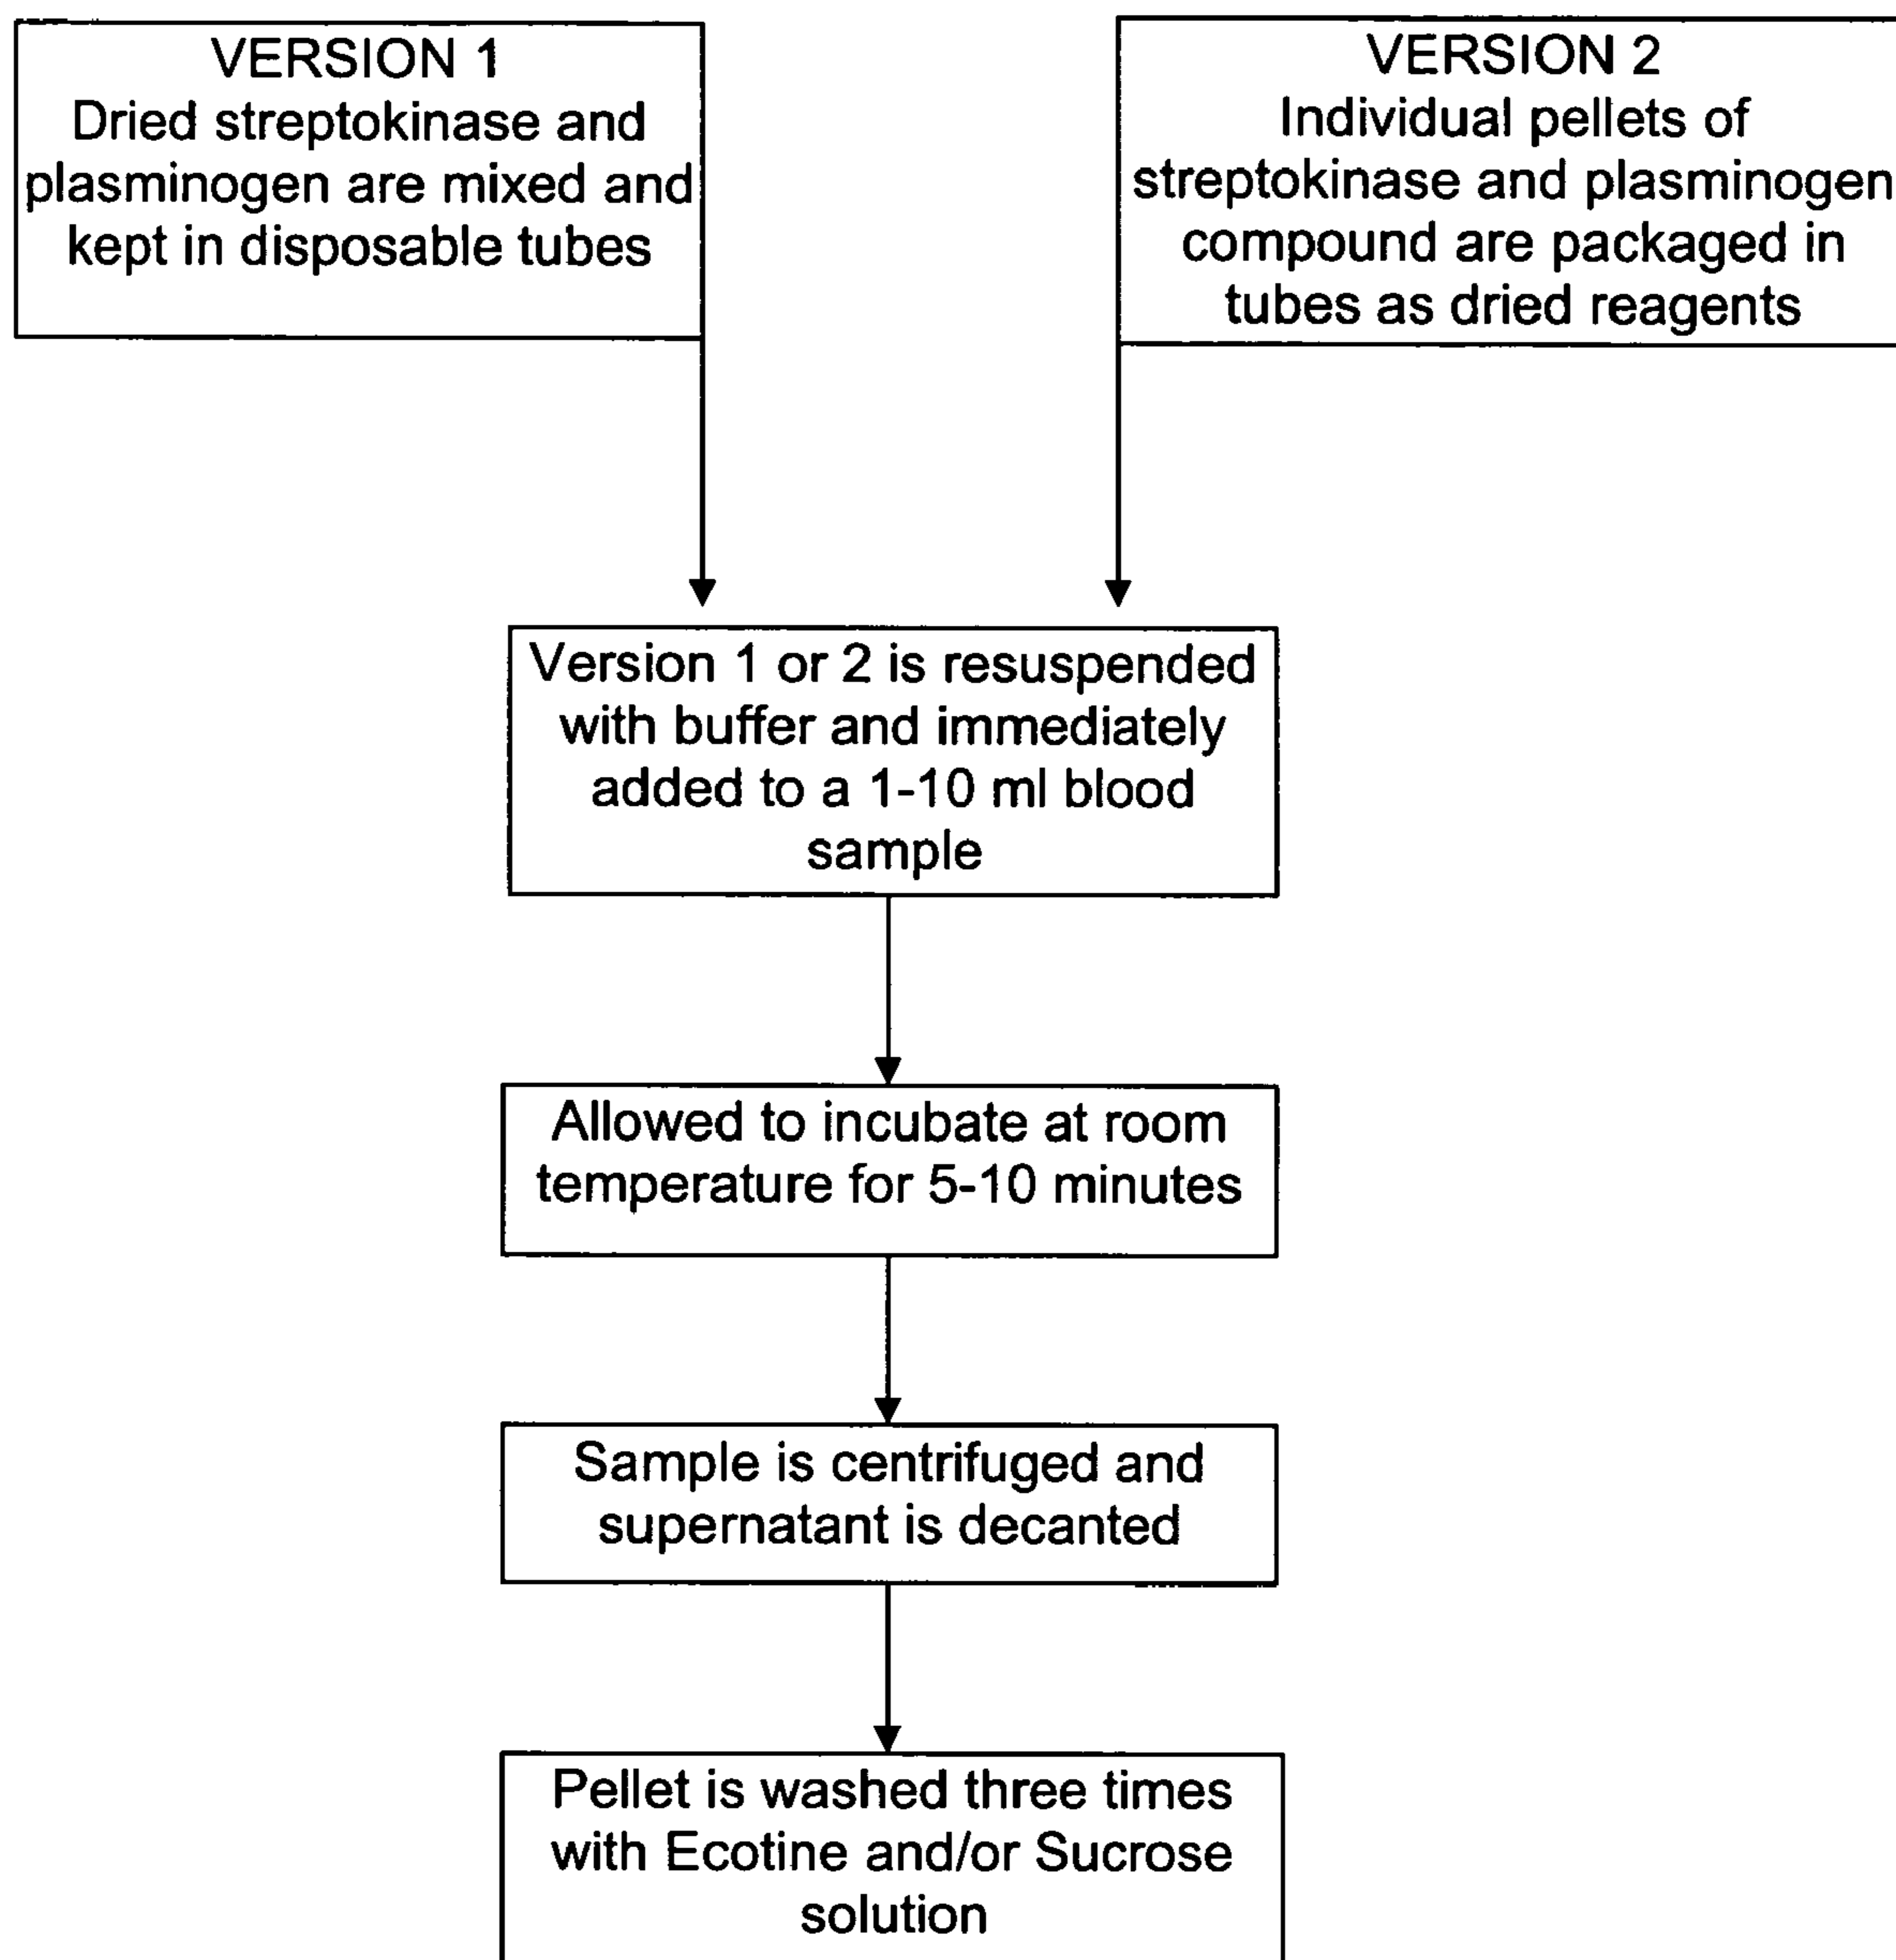 VERSION 1
Dried streptokinase and
plasminogen are mixed and
kept in disposable tubes
VERSION 2
Individual pellets of
streptokinase and plasminogen
compound are packaged in
tubes as dried reagents
Version 1 or 2 is resuspended
with buffer and immediately
added to a 1-10 ml blood
sample
Allowed to incubate at room
temperature for 5-10 minutes
Sample is centrifuged and
supernatant is decanted
Pellet is washed three times
with Ecotine and/or Sucrose
solution